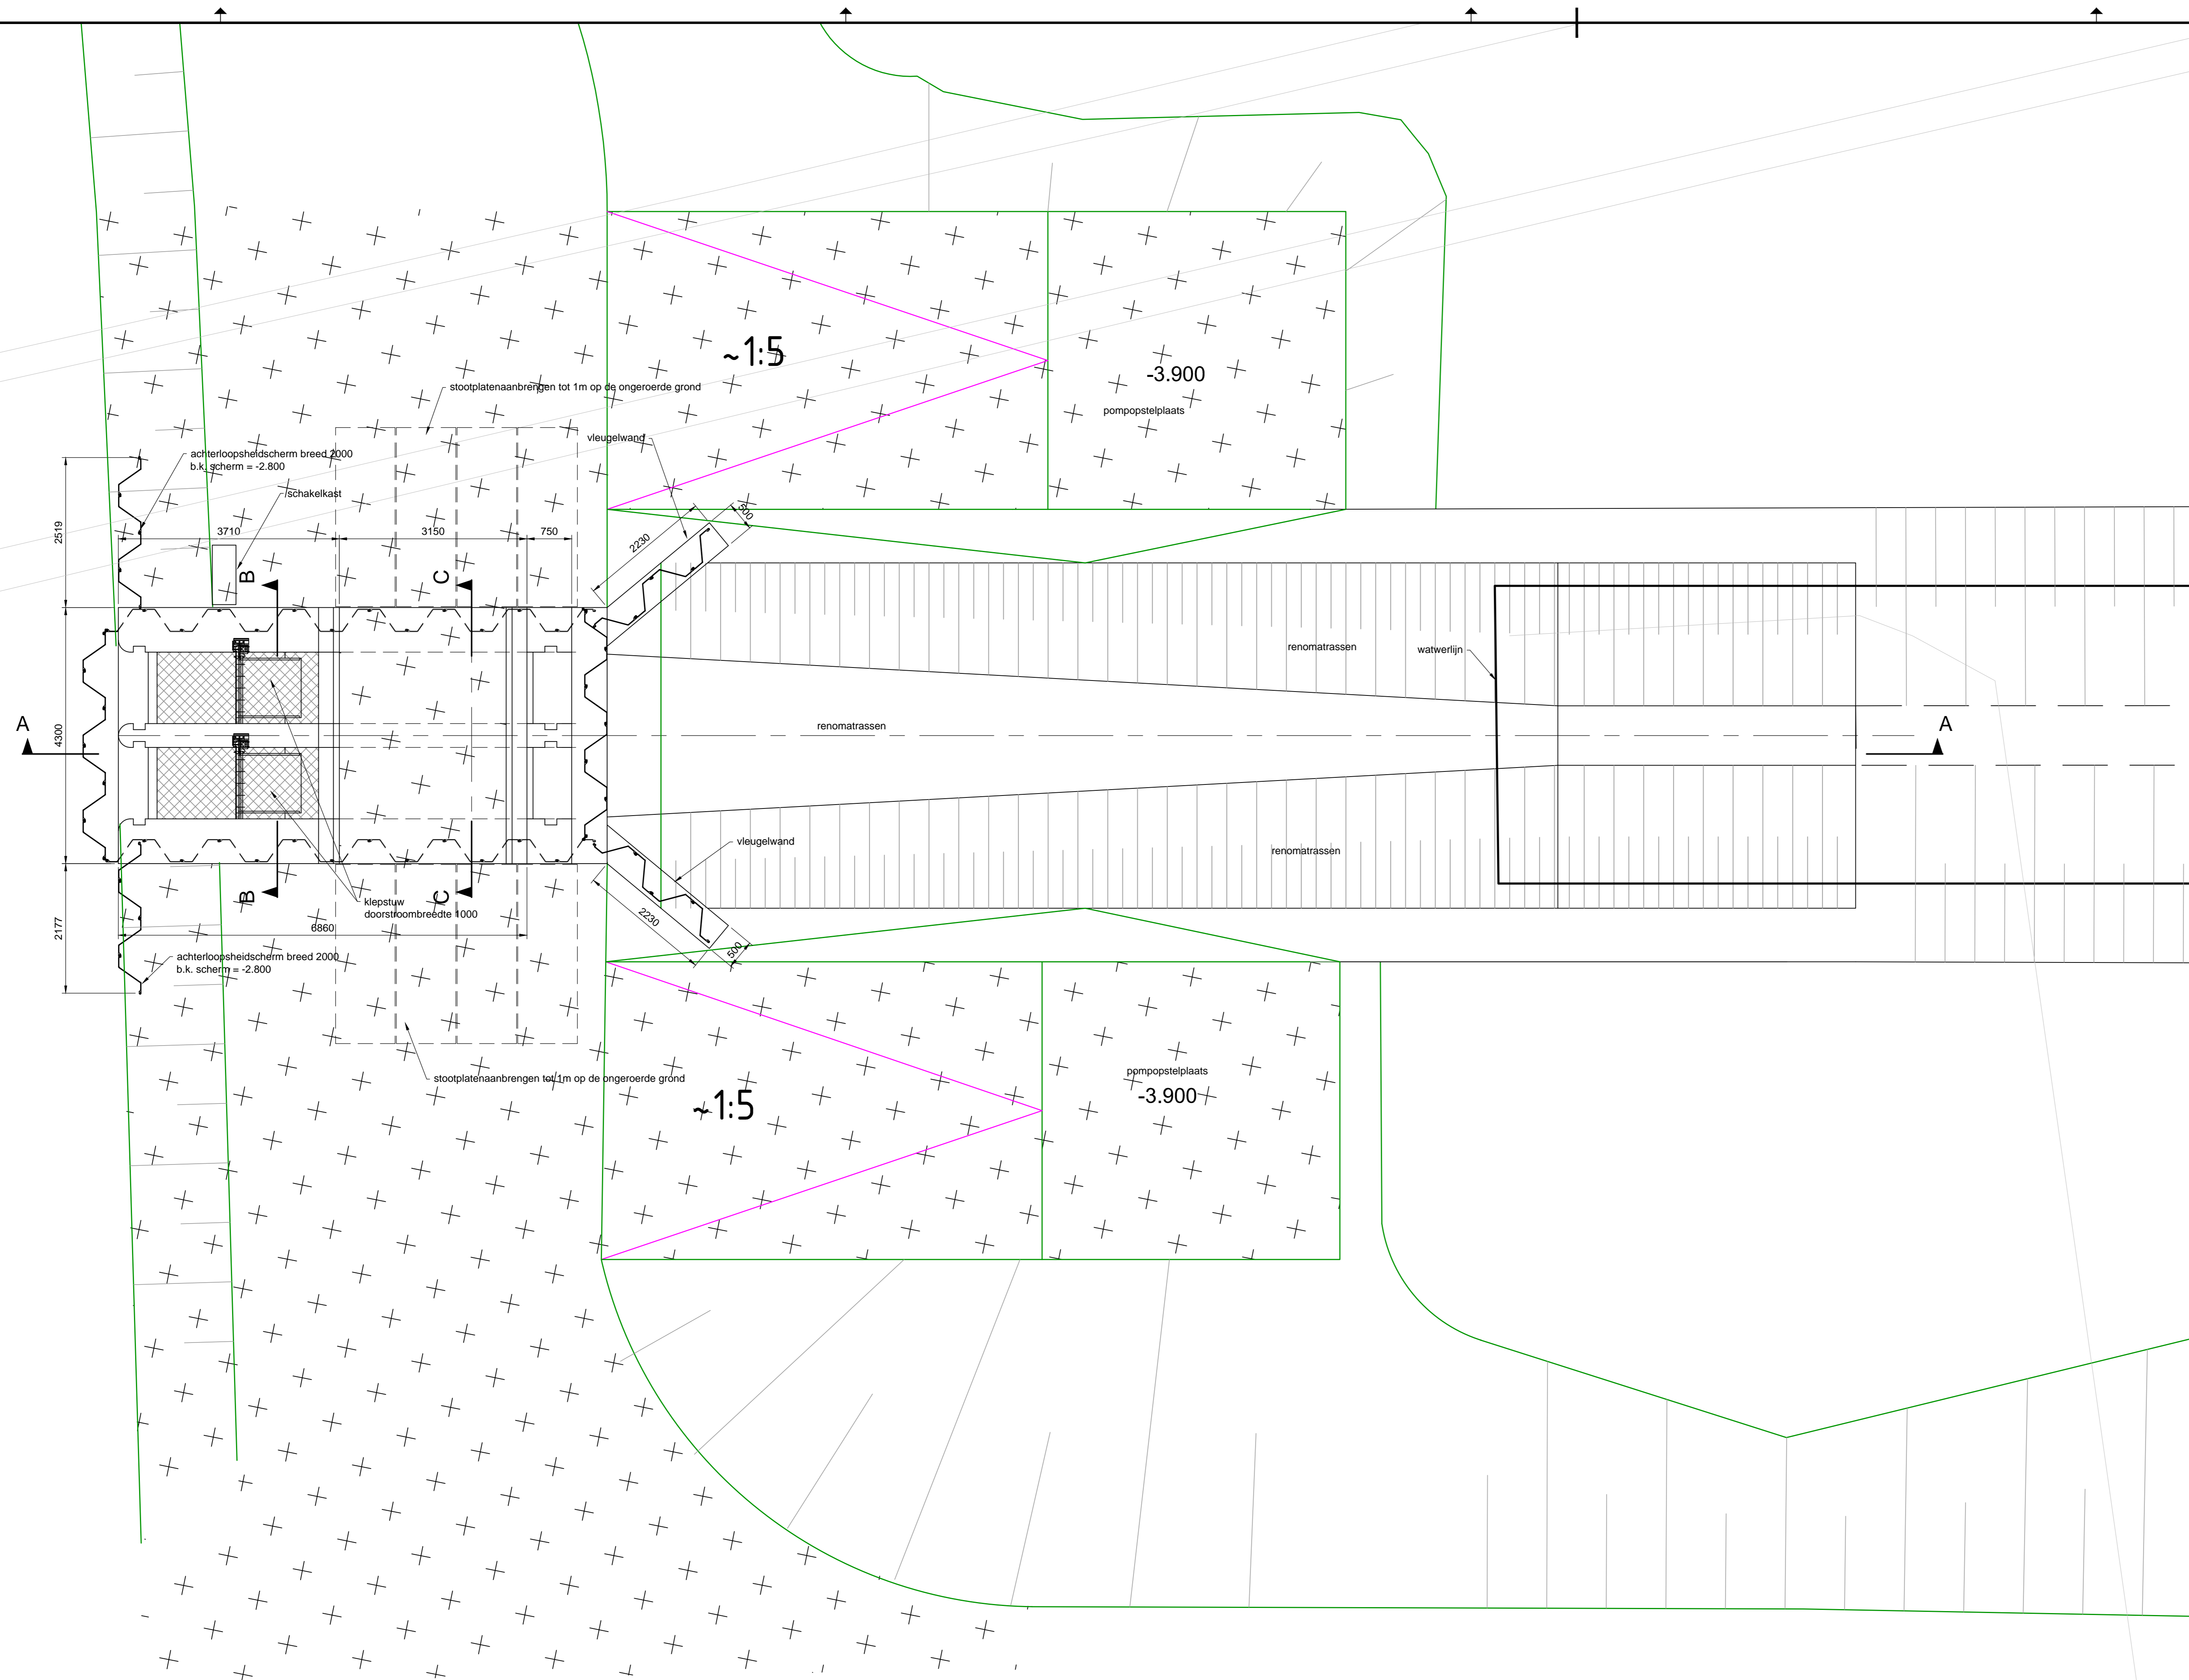 ~1:5
-3.900
pompopstelplaats
stootplatenaanbrengen tot 1m op de ongeroerde grond
vleugelwand
achterloopsheidscherm breed 2000
b.k. scherm = -2.800
schakelkast
2519
3710
3150
750
2230
500
B
C
renomatrassen
watwerlijn
A
4300
renomatrassen
A
vleugelwand
renomatrassen
B
C
klepstuw
doorstroombreedte 1000
6860
2177
2230
500
achterloopsheidscherm breed 2000
b.k. scherm = -2.800
stootplatenaanbrengen tot 1m op de ongeroerde grond
~1:5
pompopstelplaats
-3.900